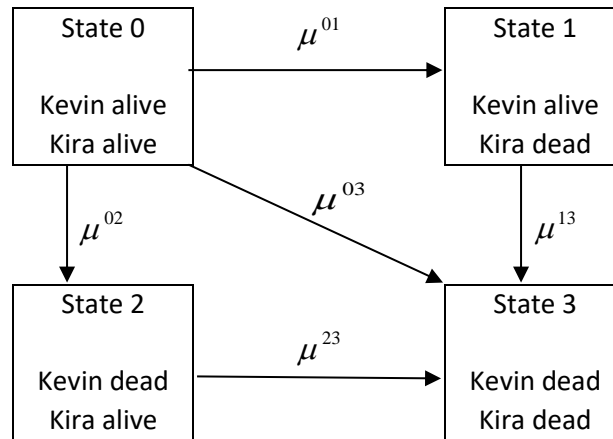 State 0
Kevin alive
Kira alive
μ⁰¹
State 1
Kevin alive
Kira dead
μ⁰²
μ⁰³
μ¹³
State 2
Kevin dead
Kira alive
μ²³
State 3
Kevin dead
Kira dead